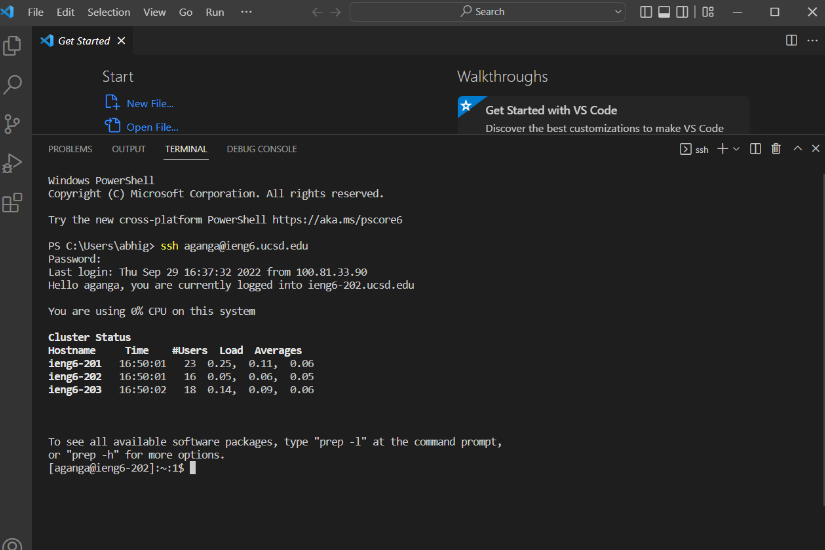 File Edit Selection View Go Run ··· Search
Get Started
Start
Walkthroughs
New File...
Get Started with VS Code
Open File...
Discover the best customizations to make VS Code
PROBLEMS OUTPUT TERMINAL DEBUG CONSOLE ssh
Windows PowerShell
Copyright (C) Microsoft Corporation. All rights reserved.
Try the new cross-platform PowerShell https://aka.ms/pscore6
PS C:\Users\abhig> ssh aganga@ieng6.ucsd.edu
Password:
Last login: Thu Sep 29 16:37:32 2022 from 100.81.33.90
Hello aganga, you are currently logged into ieng6-202.ucsd.edu
You are using 0% CPU on this system
Cluster Status
Hostname Time #Users Load Averages
ieng6-201 16:50:01 23 0.25, 0.11, 0.06
ieng6-202 16:50:01 16 0.05, 0.06, 0.05
ieng6-203 16:50:02 18 0.14, 0.09, 0.06
To see all available software packages, type "prep -l" at the command prompt,
or "prep -h" for more options.
[aganga@ieng6-202]:~:1$